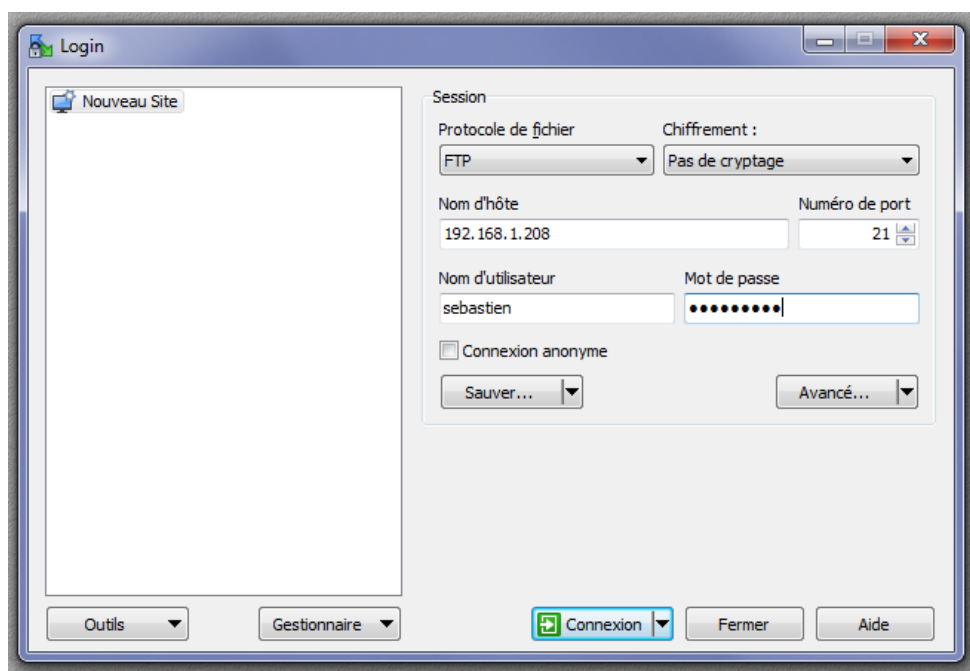 Login
Nouveau Site
Session
Protocole de fichier Chiffrement :
FTP Pas de cryptage
Nom d'hôte Numéro de port
192.168.1.208 21
Nom d'utilisateur Mot de passe
sebastien •••••••••
Connexion anonyme
Sauver... Avancé...
Outils Gestionnaire Connexion Fermer Aide